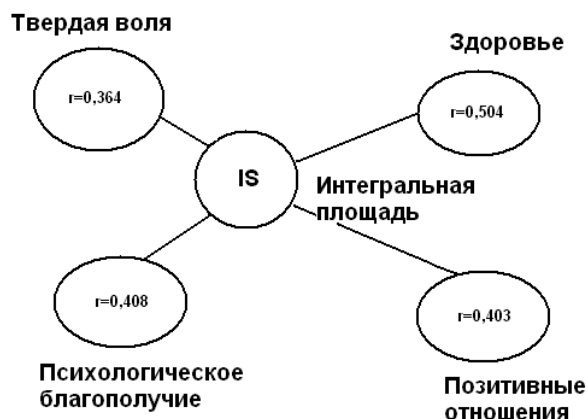 Твердая воля
r=0,364
Здоровье
r=0,504
IS
Интегральная
площадь
r=0,408
Психологическое
благополучие
r=0,403
Позитивные
отношения